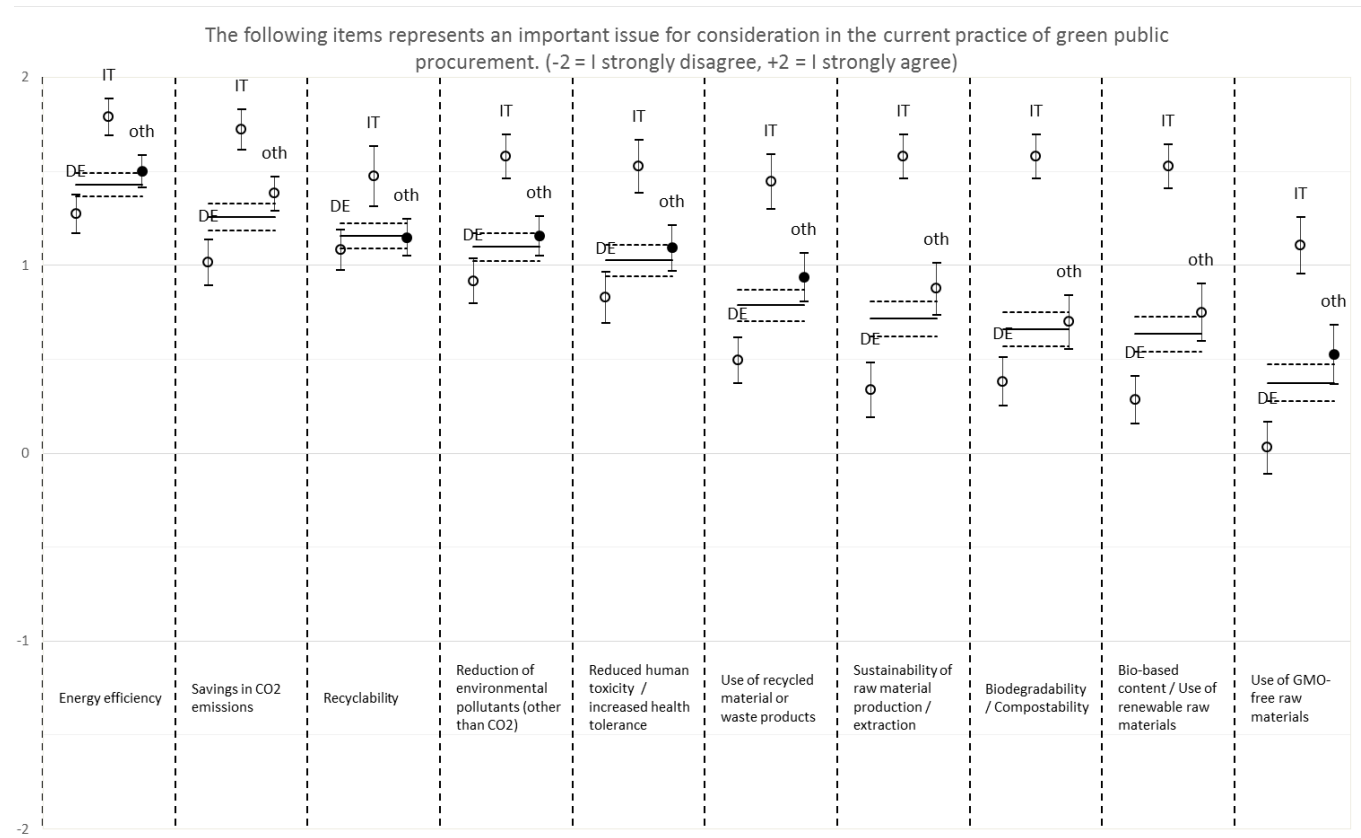 The following items represents an important issue for consideration in the current practice of green public
procurement. (-2 = I strongly disagree, +2 = I strongly agree)
2
1
0
-1
-2
IT
oth
DE
IT
oth
DE
IT
oth
DE
IT
oth
DE
IT
oth
DE
IT
oth
DE
IT
oth
DE
IT
oth
DE
IT
oth
DE
IT
oth
DE
Energy efficiency
Savings in CO2
emissions
Recyclability
Reduction of
environmental
pollutants (other
than CO2)
Reduced human
toxicity /
increased health
tolerance
Use of recycled
material or
waste products
Sustainability of
raw material
production /
extraction
Biodegradability
/ Compostability
Bio-based
content / Use of
renewable raw
materials
Use of GMO-
free raw
materials